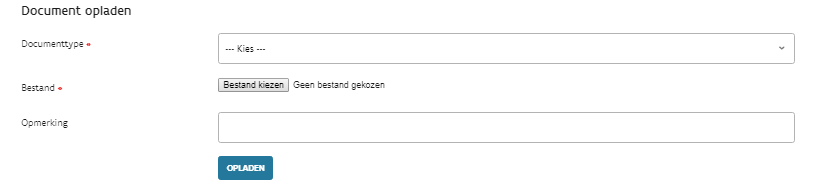 Document opladen
Documenttype *
--- Kies ---
Bestand *
Bestand kiezen Geen bestand gekozen
Opmerking
OPLADEN